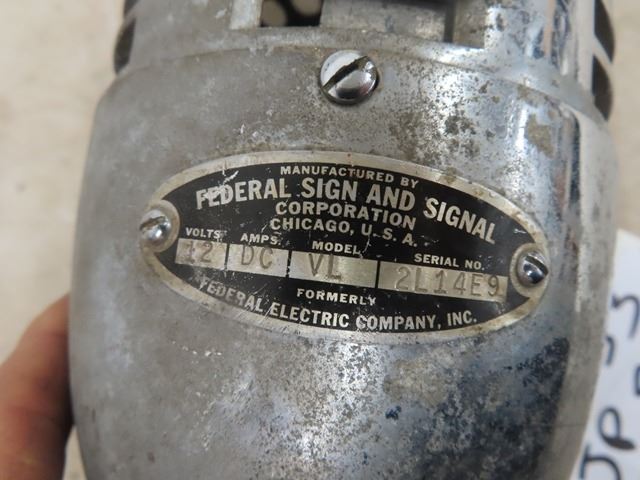 MANUFACTURED BY
FEDERAL SIGN AND SIGNAL
CORPORATION
CHICAGO, U.S.A.
VOLTS AMPS. MODEL SERIAL NO.
12 DC VL 2L14E9
FORMERLY
FEDERAL ELECTRIC COMPANY, INC.